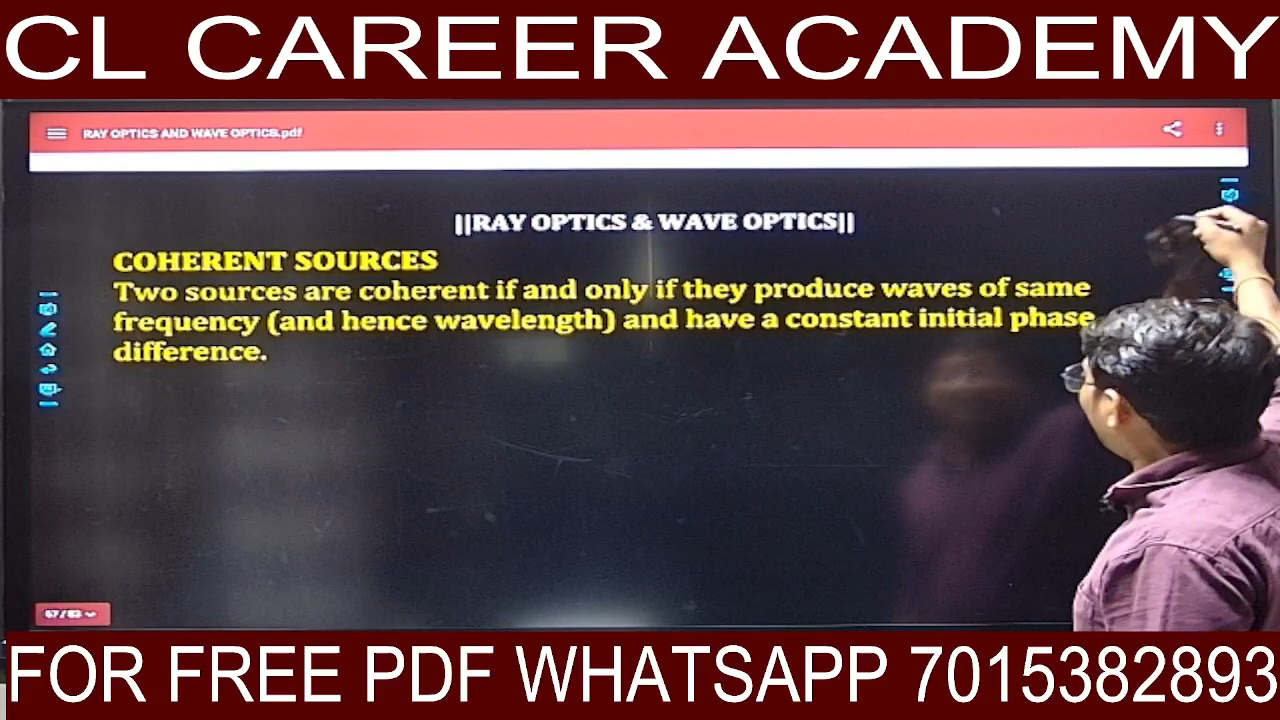 CL CAREER ACADEMY
RAY OPTICS AND WAVE OPTICS.pdf
||RAY OPTICS & WAVE OPTICS||
COHERENT SOURCES
Two sources are coherent if and only if they produce waves of same
frequency (and hence wavelength) and have a constant initial phase
difference.
67/83
FOR FREE PDF WHATSAPP 7015382893